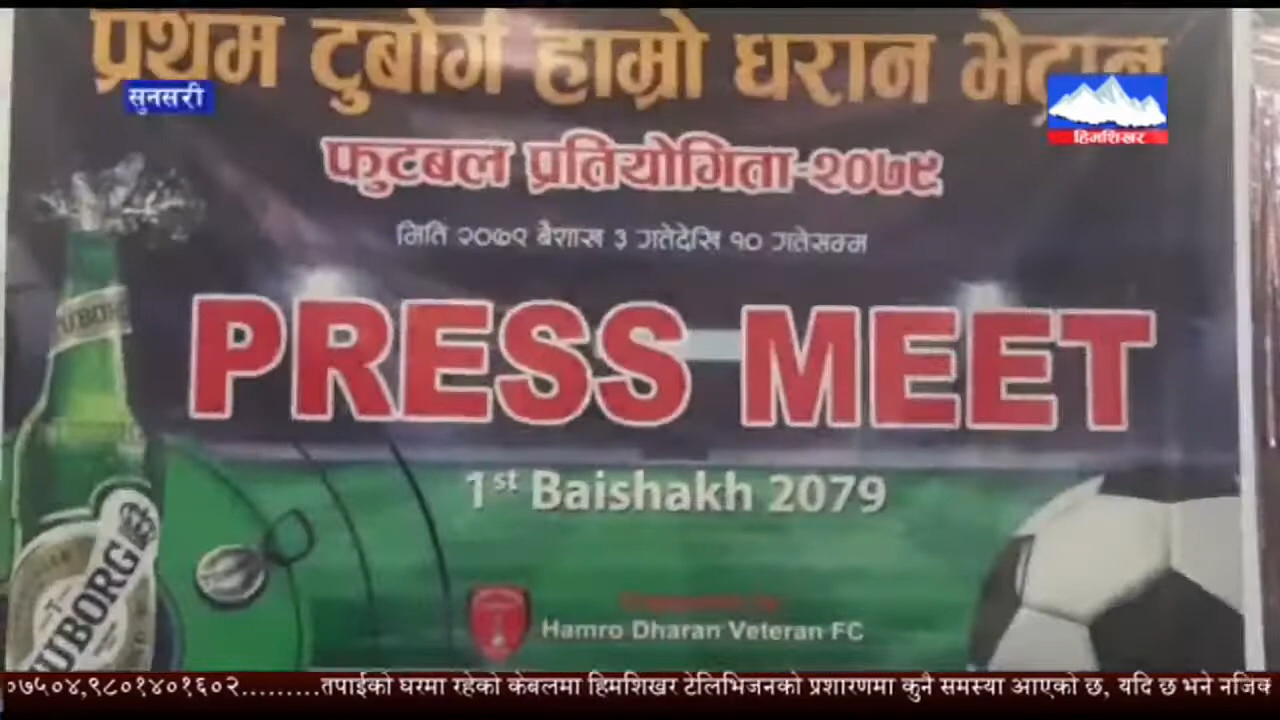 प्रथम टुबोर्ग हाम्रो धरान भेट्रान
सुनसरी
हिमशिखर
फुटबल प्रतियोगिता-२०७९
मिति २०७९ बैशाख ३ गतेदेखि १० गतेसम्म
PRESS MEET
1st Baishakh 2079
TUBORG
Hamro Dharan Veteran FC
०७५०४,९८०१४०१६०२.........तपाईको घरमा रहेको केबलमा हिमशिखर टेलिभिजनको प्रशारणमा कुनै समस्या आएको छ, यदि छ भने नजिक